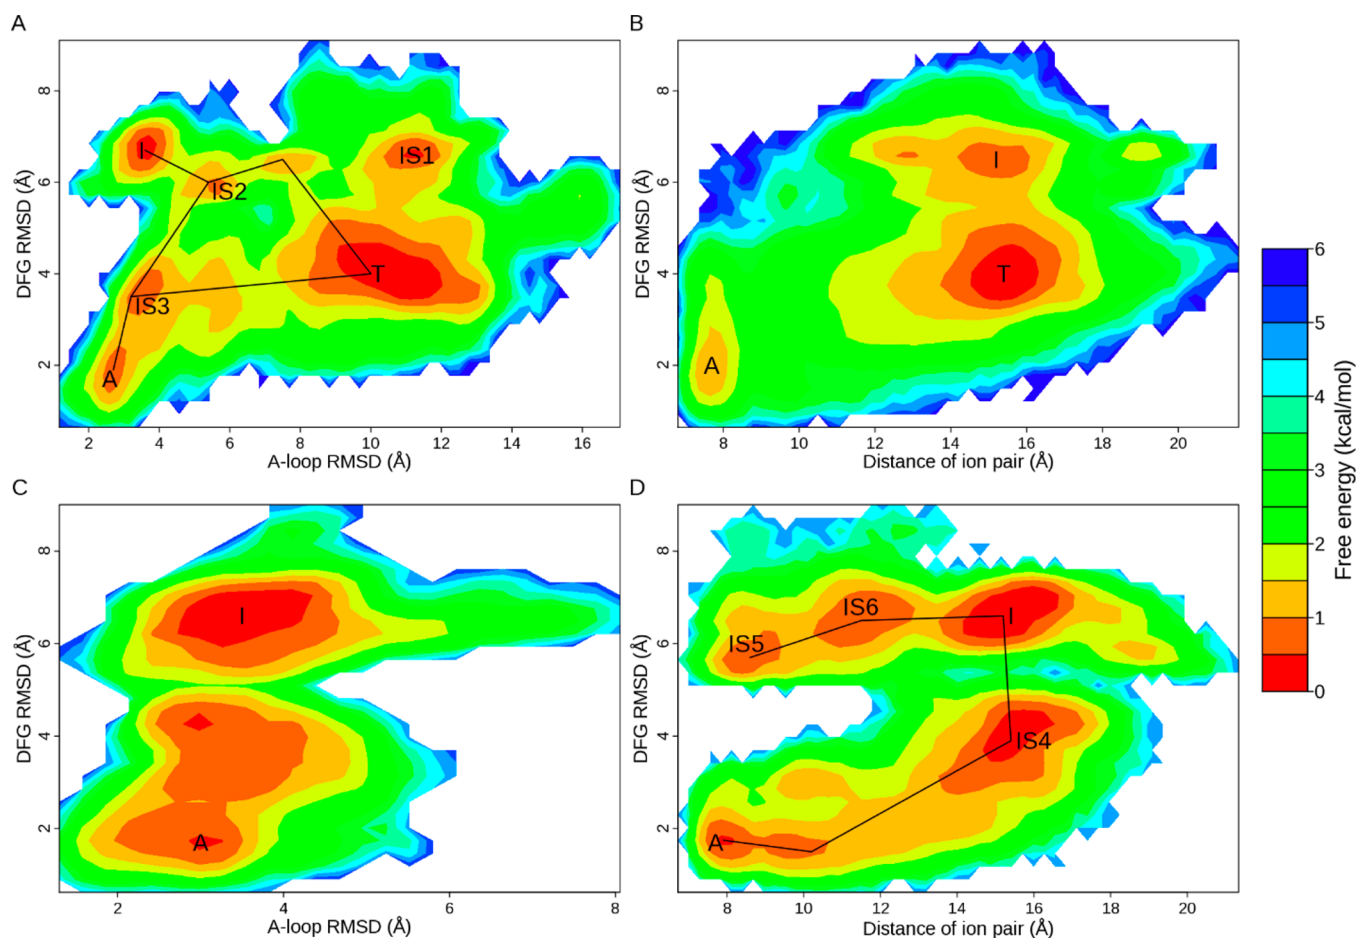 A
B
DFG RMSD (Å)
8
6
4
2
I
IS1
IS2
T
IS3
A
2
4
6
8
10
12
14
16
A-loop RMSD (Å)
DFG RMSD (Å)
8
6
4
2
I
T
A
8
10
12
14
16
18
20
Distance of ion pair (Å)
6
5
4
3
2
1
0
Free energy (kcal/mol)
C
D
DFG RMSD (Å)
8
6
4
2
I
A
2
4
6
8
A-loop RMSD (Å)
DFG RMSD (Å)
8
6
4
2
IS6
I
IS5
IS4
A
8
10
12
14
16
18
20
Distance of ion pair (Å)